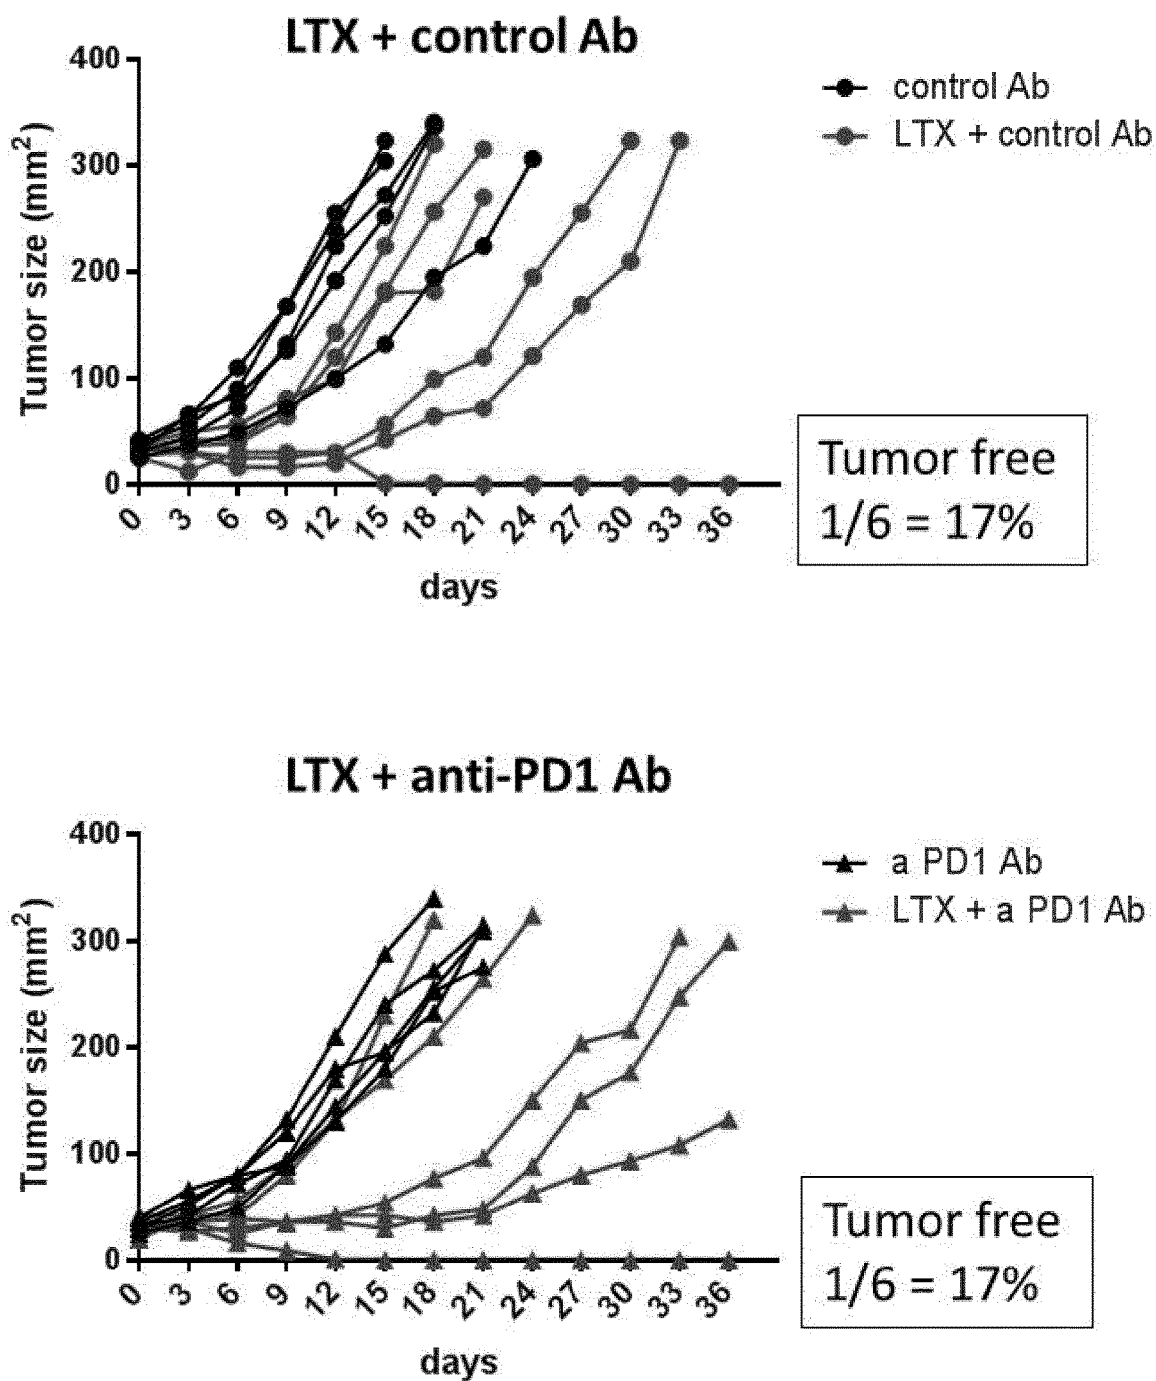 LTX + control Ab
400
300
200
100
0
Tumor size (mm²)
0 3 6 9 12 15 18 21 24 27 30 33 36
days
control Ab
LTX + control Ab
Tumor free
1/6 = 17%
LTX + anti-PD1 Ab
400
300
200
100
0
Tumor size (mm²)
0 3 6 9 12 15 18 21 24 27 30 33 36
days
a PD1 Ab
LTX + a PD1 Ab
Tumor free
1/6 = 17%